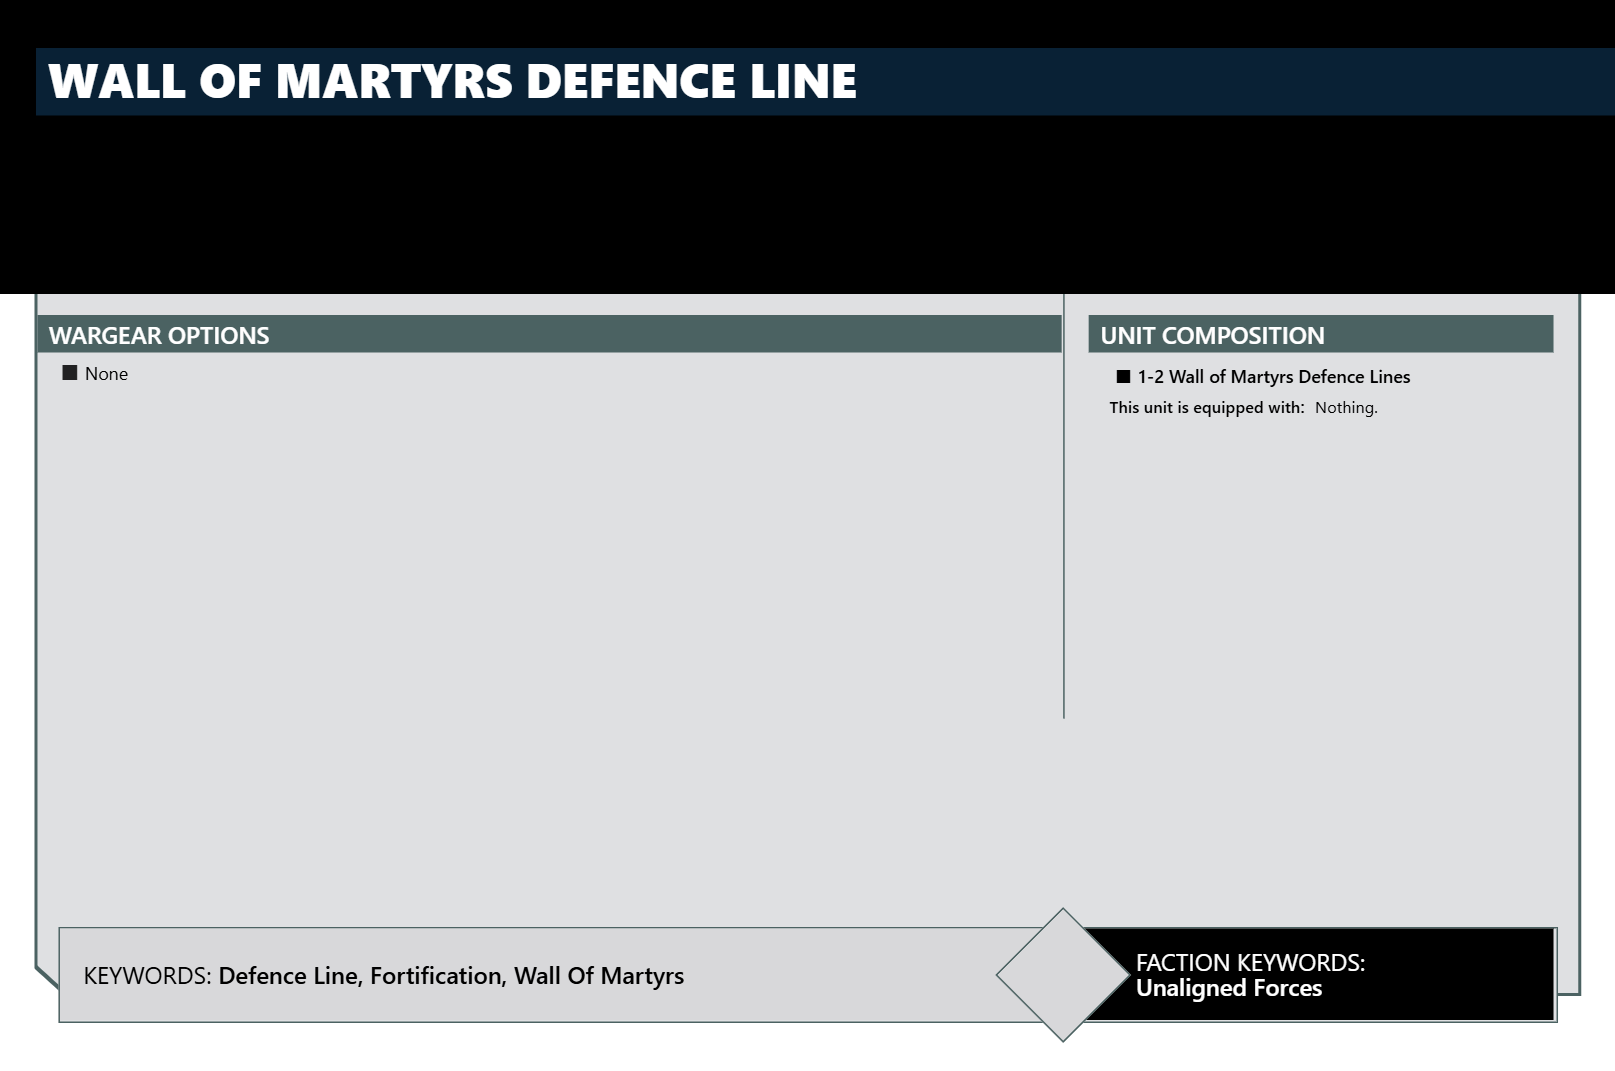 WALL OF MARTYRS DEFENCE LINE
WARGEAR OPTIONS
■ None
UNIT COMPOSITION
■ 1-2 Wall of Martyrs Defence Lines
This unit is equipped with: Nothing.
KEYWORDS: Defence Line, Fortification, Wall Of Martyrs
FACTION KEYWORDS:
Unaligned Forces